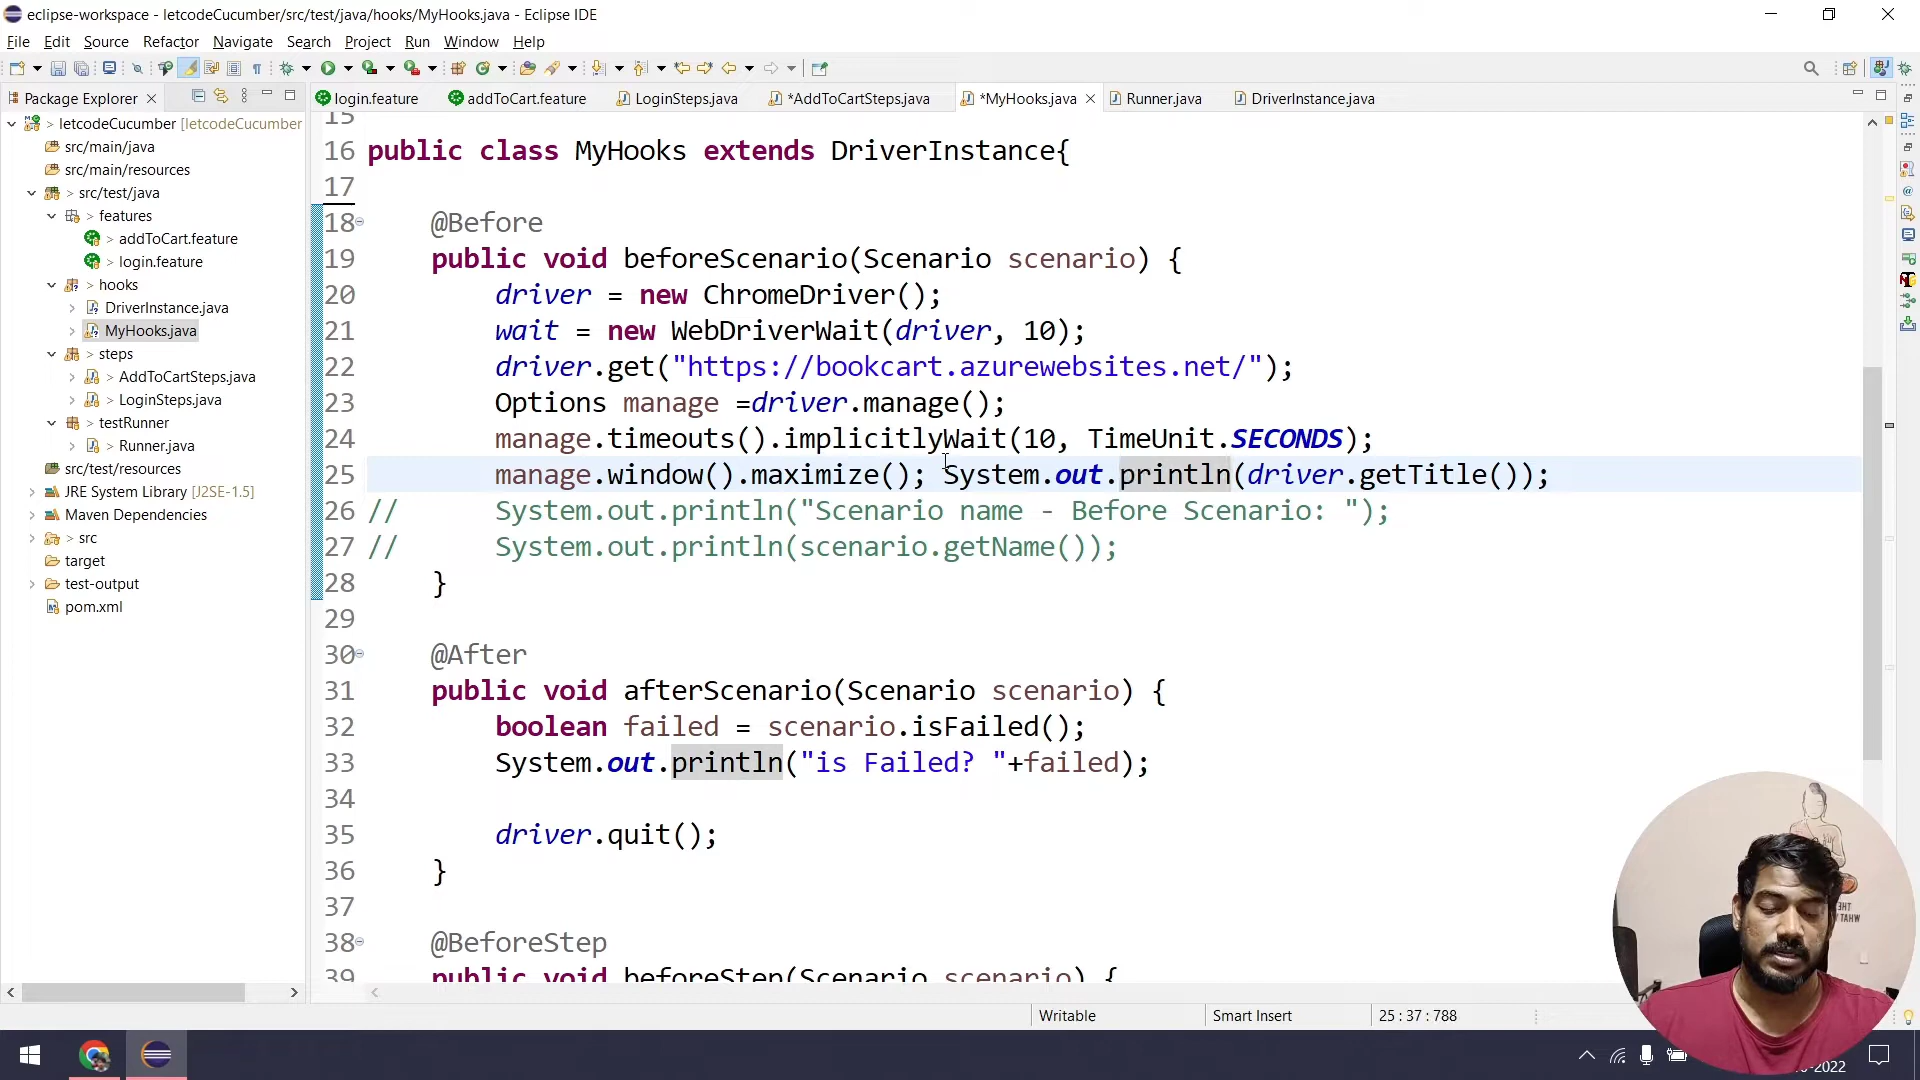 eclipse-workspace - letcodeCucumber/src/test/java/hooks/MyHooks.java - Eclipse IDE
File Edit Source Refactor Navigate Search Project Run Window Help
Package Explorer
login.feature addToCart.feature LoginSteps.java *AddToCartSteps.java *MyHooks.java Runner.java DriverInstance.java
> letcodeCucumber [letcodeCucumber
src/main/java
src/main/resources
> src/test/java
> features
> addToCart.feature
> login.feature
> hooks
DriverInstance.java
MyHooks.java
> steps
> AddToCartSteps.java
> LoginSteps.java
testRunner
> Runner.java
src/test/resources
JRE System Library [J2SE-1.5]
Maven Dependencies
> src
target
test-output
pom.xml
15
16 public class MyHooks extends DriverInstance{
17
18 @Before
19 public void beforeScenario(Scenario scenario) {
20 driver = new ChromeDriver();
21 wait = new WebDriverWait(driver, 10);
22 driver.get("https://bookcart.azurewebsites.net/");
23 Options manage =driver.manage();
24 manage.timeouts().implicitlyWait(10, TimeUnit.SECONDS);
25 manage.window().maximize(); System.out.println(driver.getTitle());
26 // System.out.println("Scenario name - Before Scenario: ");
27 // System.out.println(scenario.getName());
28 }
29
30 @After
31 public void afterScenario(Scenario scenario) {
32 boolean failed = scenario.isFailed();
33 System.out.println("is Failed? "+failed);
34
35 driver.quit();
36 }
37
38 @BeforeStep
39 public void beforeStep(Scenario scenario) {
Writable Smart Insert 25 : 37 : 788
THE
WHAT